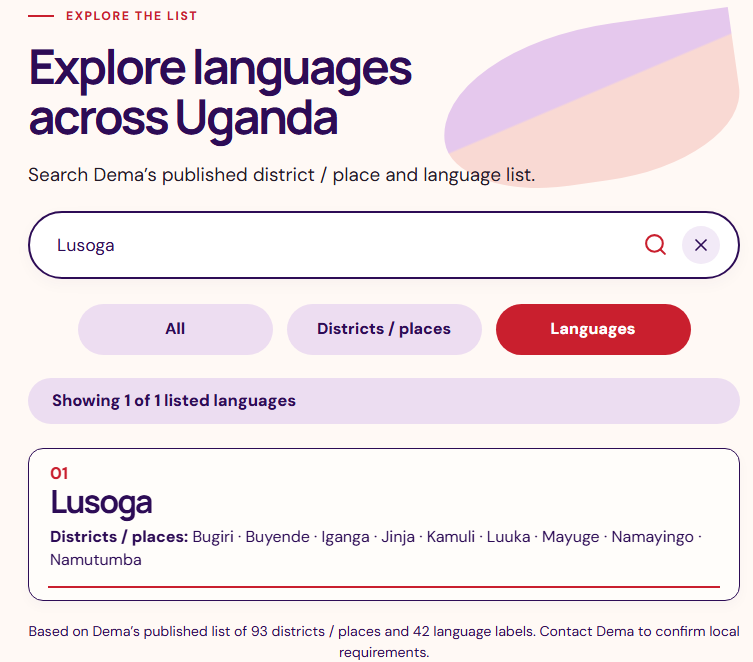 EXPLORE THE LIST
Explore languages
across Uganda
Search Dema’s published district / place and language list.
Lusoga
All
Districts / places
Languages
Showing 1 of 1 listed languages
01
Lusoga
Districts / places: Bugiri · Buyende · Iganga · Jinja · Kamuli · Luuka · Mayuge · Namayingo ·
Namutumba
Based on Dema’s published list of 93 districts / places and 42 language labels. Contact Dema to confirm local
requirements.